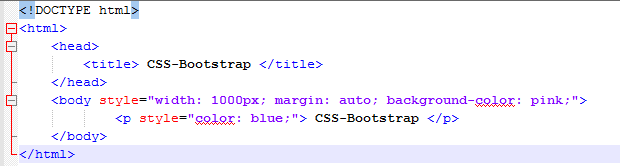 <!DOCTYPE html>
<html>
<head>
<title> CSS-Bootstrap </title>
</head>
<body style="width: 1000px; margin: auto; background-color: pink;">
<p style="color: blue;"> CSS-Bootstrap </p>
</body>
</html>